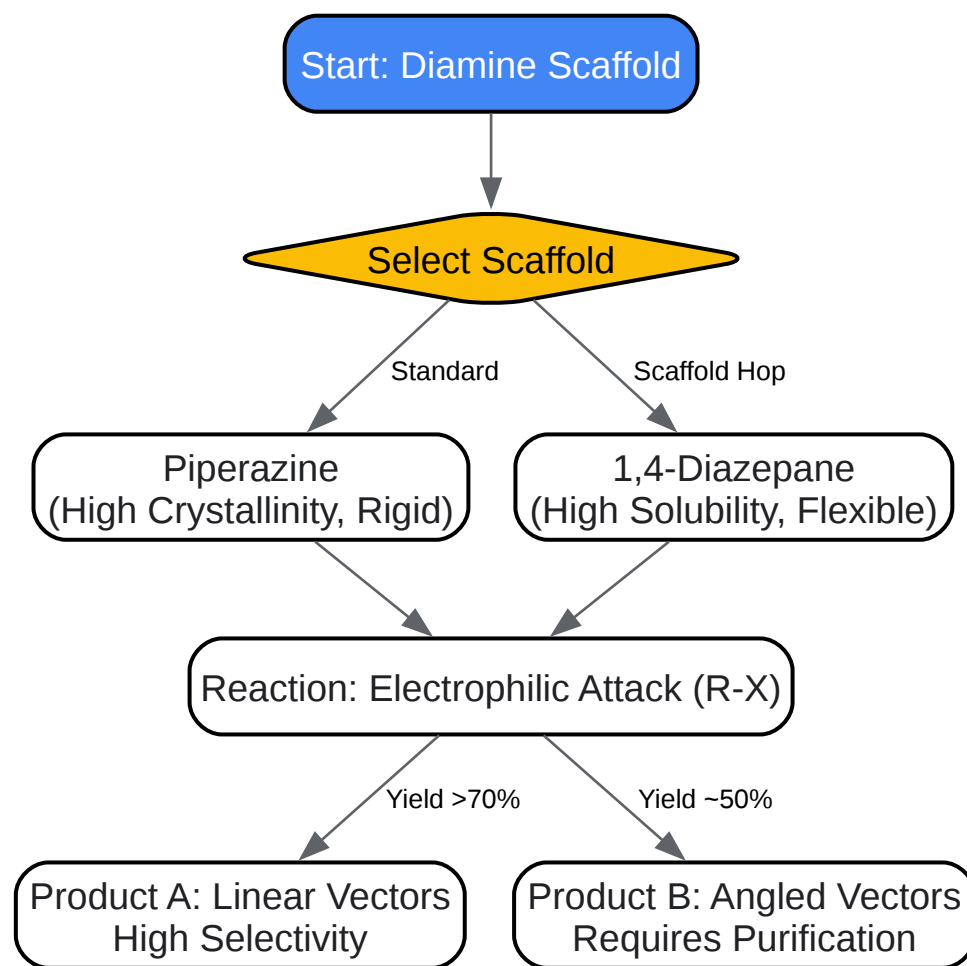 Start: Diamine Scaffold
Select Scaffold
Standard
Scaffold Hop
Piperazine
(High Crystallinity, Rigid)
1,4-Diazepane
(High Solubility, Flexible)
Reaction: Electrophilic Attack (R-X)
Yield >70%
Yield ~50%
Product A: Linear Vectors
High Selectivity
Product B: Angled Vectors
Requires Purification